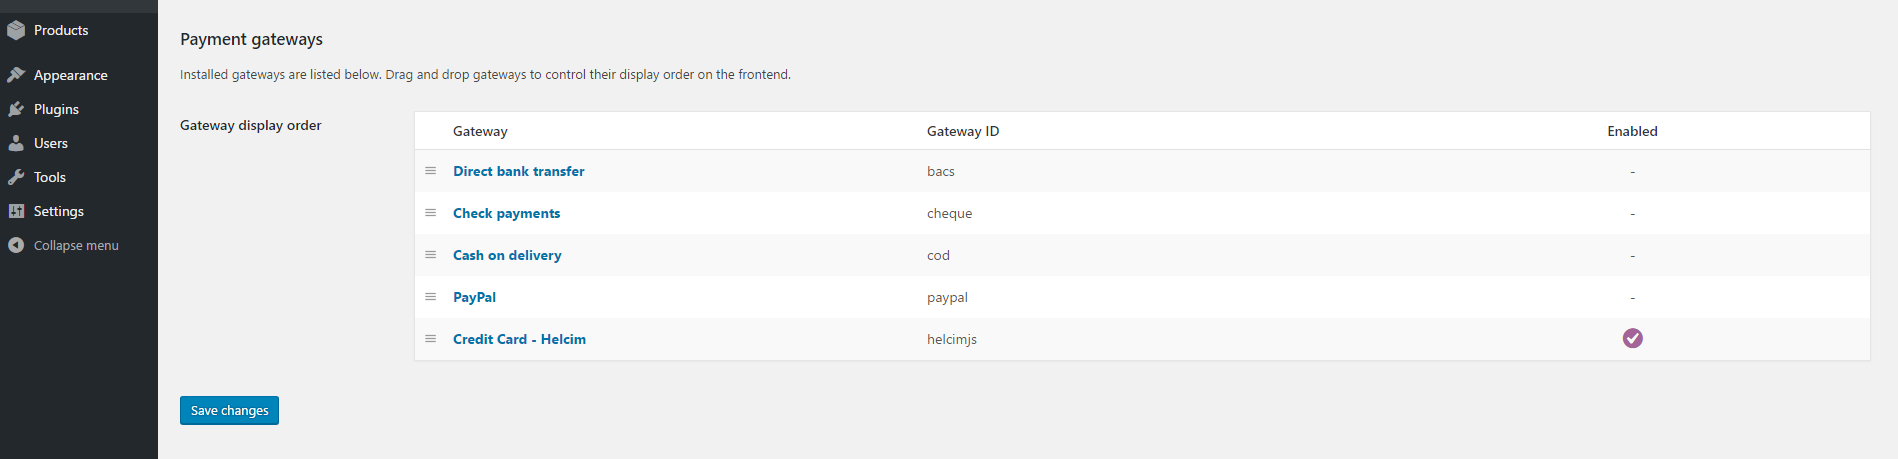 Products
Appearance
Plugins
Users
Tools
Settings
Collapse menu
Payment gateways
Installed gateways are listed below. Drag and drop gateways to control their display order on the frontend.
Gateway display order
Gateway Gateway ID Enabled
Direct bank transfer bacs -
Check payments cheque -
Cash on delivery cod -
PayPal paypal -
Credit Card - Helcim helcimjs
Save changes